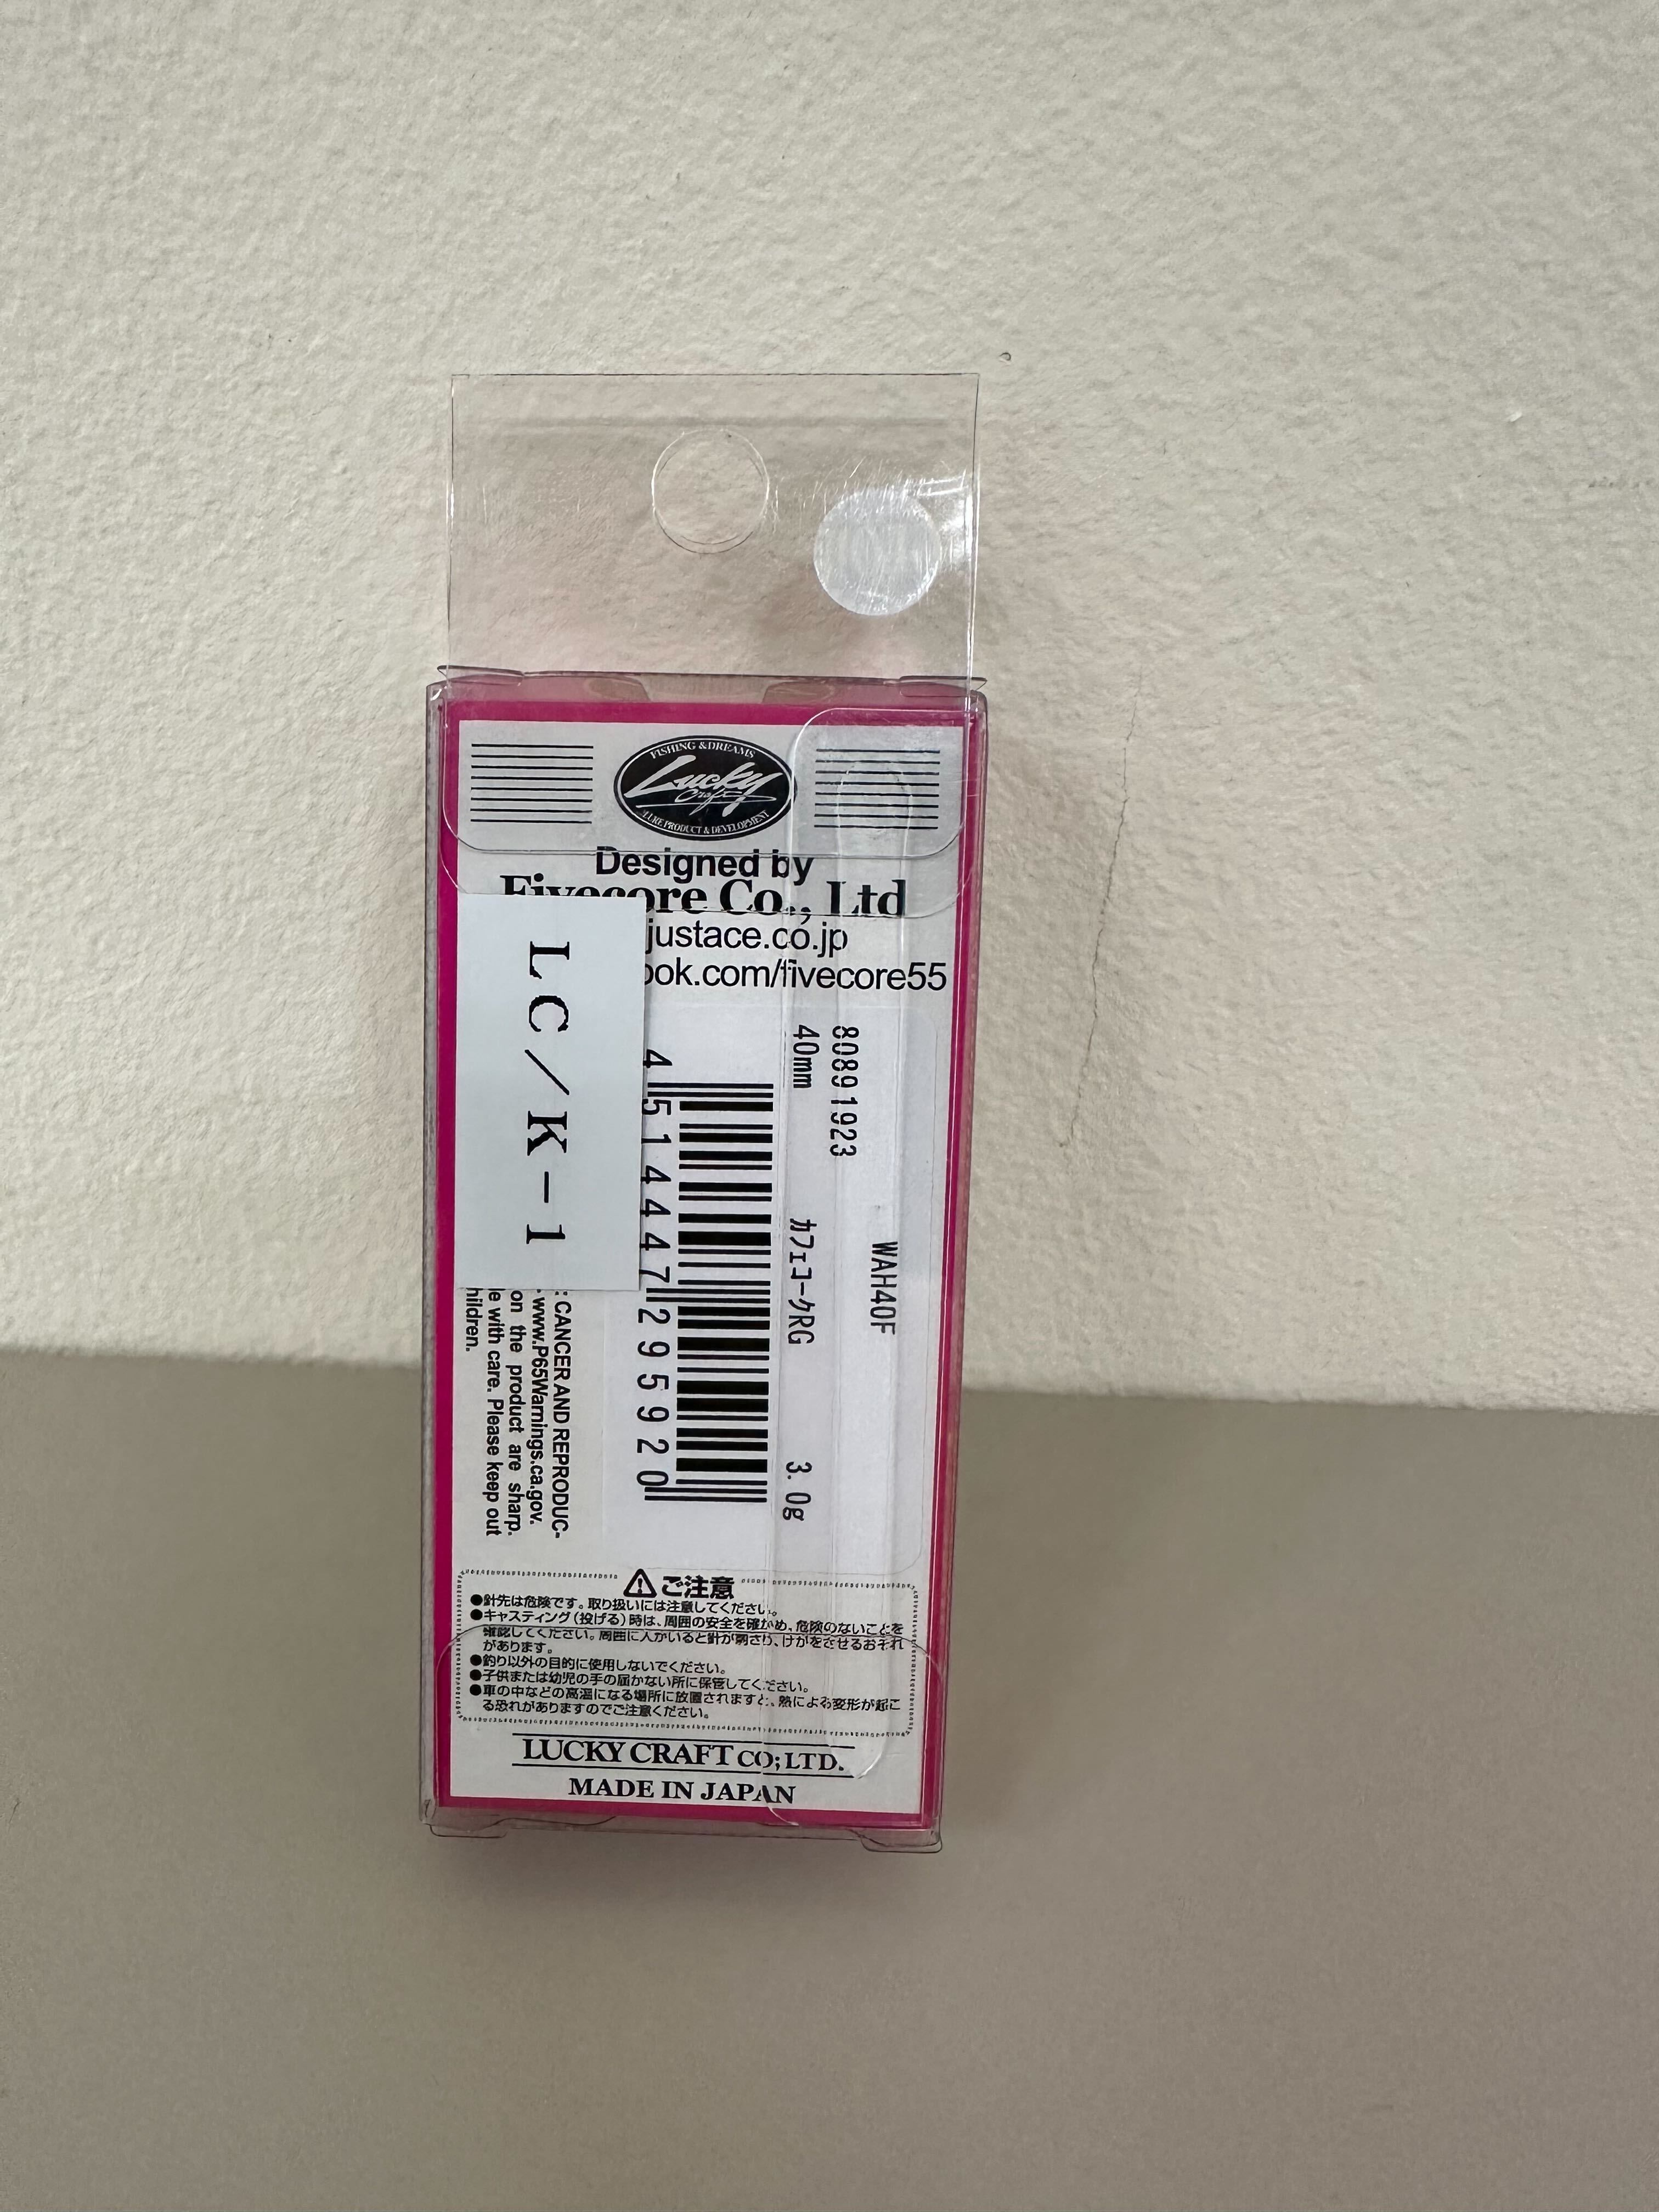 FISHING & DREAMS
Lucky
Craft
LURE PRODUCT & DEVELOPMENT
Designed by
Fivecore Co., Ltd
justace.co.jp
ook.com/fivecore55
LC/K-1
WAH40F
80891923
40mm カフェコークRG 3.0g
4514447295920
: CANCER AND REPRODUC-
www.P65Warnings.ca.gov.
on the product are sharp.
le with care. Please keep out
hildren.
⚠ご注意
●針先は危険です。取り扱いには注意してください。
●キャスティング(投げる)時は、周囲の安全を確かめ、危険のないことを
確認してください。周囲に人がいると針が刺さり、けがをさせるおそれ
があります。
●釣り以外の目的に使用しないでください。
●子供または幼児の手の届かない所に保管してください。
●車の中などの高温になる場所に放置されますと、熱による変形が起こ
る恐れがありますのでご注意ください。
LUCKY CRAFT CO;LTD.
MADE IN JAPAN